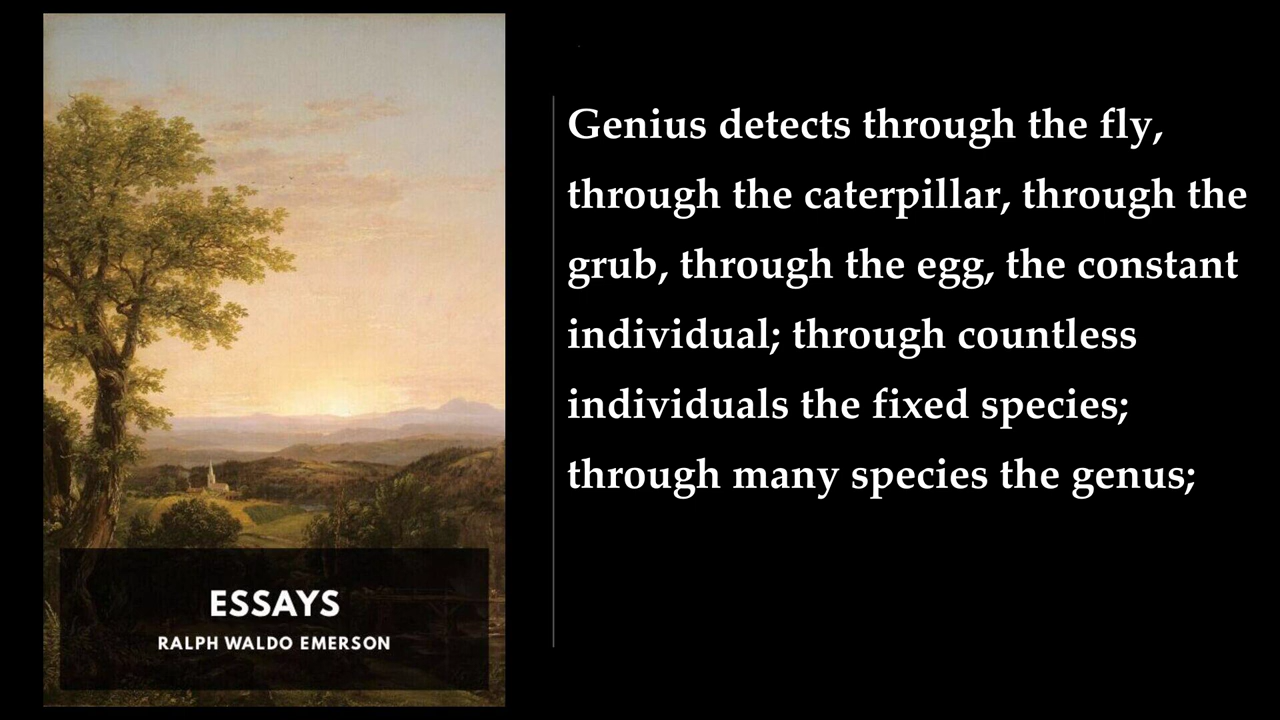 ESSAYS
RALPH WALDO EMERSON
Genius detects through the fly,
through the caterpillar, through the
grub, through the egg, the constant
individual; through countless
individuals the fixed species;
through many species the genus;